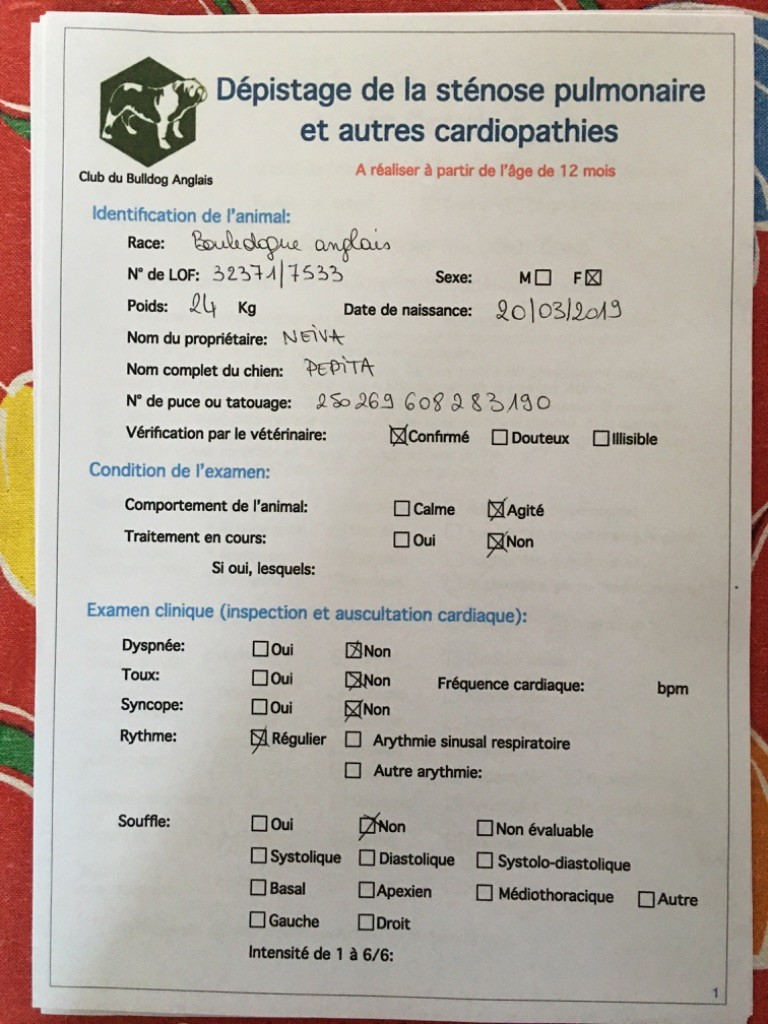 Dépistage de la sténose pulmonaire
et autres cardiopathies
Club du Bulldog Anglais
A réaliser à partir de l'âge de 12 mois
Identification de l'animal:
Race: Bouledogue anglais
N° de LOF: 32371/7533 Sexe: M ☐ F ☒
Poids: 24 Kg Date de naissance: 20/03/2019
Nom du propriétaire: NEIVA
Nom complet du chien: PEPITA
N° de puce ou tatouage: 250 269 608 283 190
Vérification par le vétérinaire: ☒ Confirmé ☐ Douteux ☐ Illisible
Condition de l'examen:
Comportement de l'animal: ☐ Calme ☒ Agité
Traitement en cours: ☐ Oui ☒ Non
Si oui, lesquels:
Examen clinique (inspection et auscultation cardiaque):
Dyspnée: ☐ Oui ☒ Non
Toux: ☐ Oui ☒ Non Fréquence cardiaque: bpm
Syncope: ☐ Oui ☒ Non
Rythme: ☒ Régulier ☐ Arythmie sinusal respiratoire
☐ Autre arythmie:
Souffle: ☐ Oui ☒ Non ☐ Non évaluable
☐ Systolique ☐ Diastolique ☐ Systolo-diastolique
☐ Basal ☐ Apexien ☐ Médiothoracique ☐ Autre
☐ Gauche ☐ Droit
Intensité de 1 à 6/6:
1